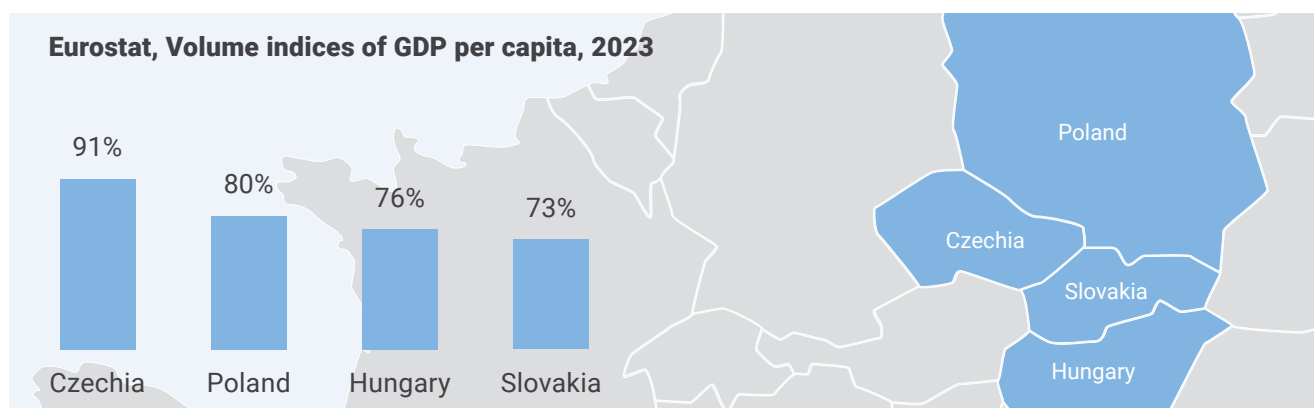 Eurostat, Volume indices of GDP per capita, 2023
91%
80%
76%
73%
Czechia
Poland
Hungary
Slovakia
Poland
Czechia
Slovakia
Hungary